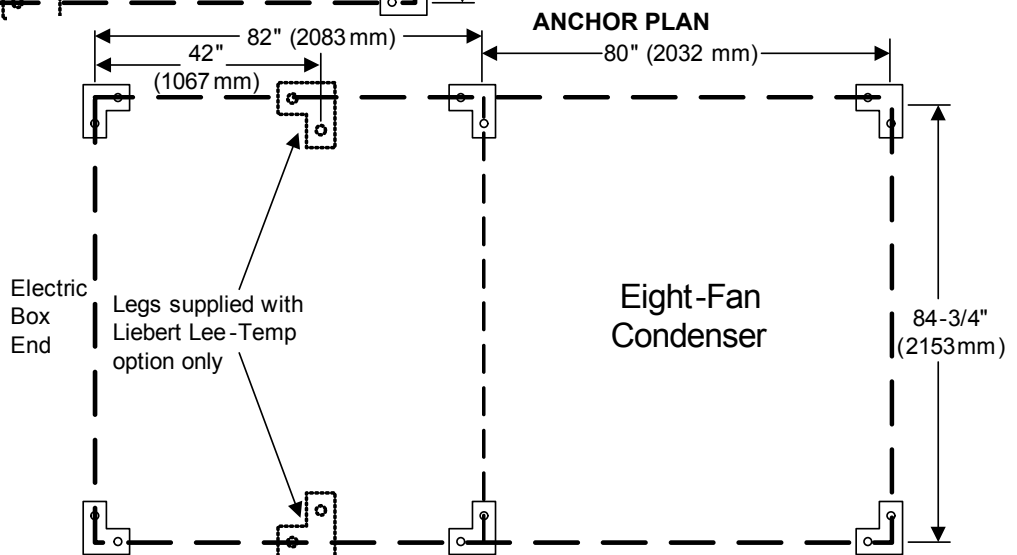 ANCHOR PLAN
82" (2083 mm)
80" (2032 mm)
42"
(1067 mm)
Electric
Box
End
Legs supplied with
Liebert Lee-Temp
option only
Eight-Fan
Condenser
84-3/4"
(2153mm)